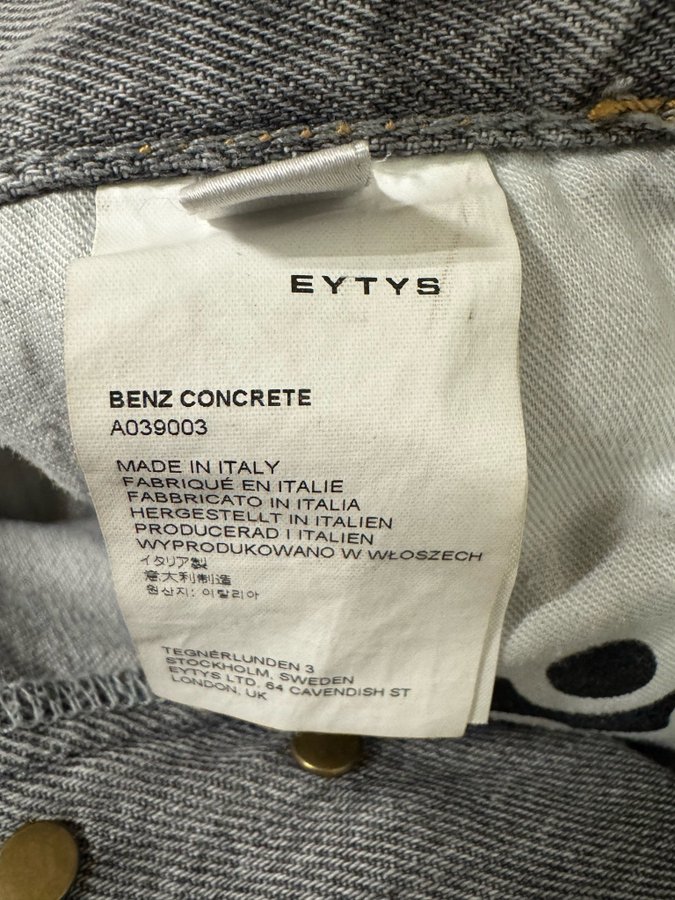 EYTYS
BENZ CONCRETE
A039003
MADE IN ITALY
FABRIQUÉ EN ITALIE
FABBRICATO IN ITALIA
HERGESTELLT IN ITALIEN
PRODUCERAD I ITALIEN
WYPRODUKOWANO W WŁOSZECH
イタリア製
意大利制造
원산지: 이탈리아
TEGNÉRLUNDEN 3
STOCKHOLM, SWEDEN
EYTYS LTD. 64 CAVENDISH ST
LONDON, UK